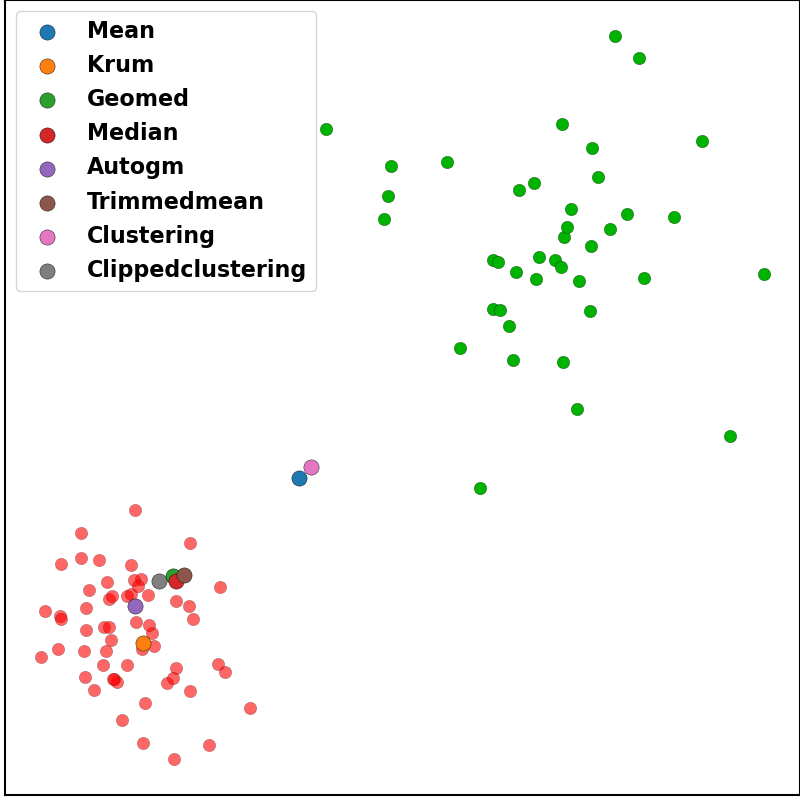 Mean
Krum
Geomed
Median
Autogm
Trimmedmean
Clustering
Clippedclustering